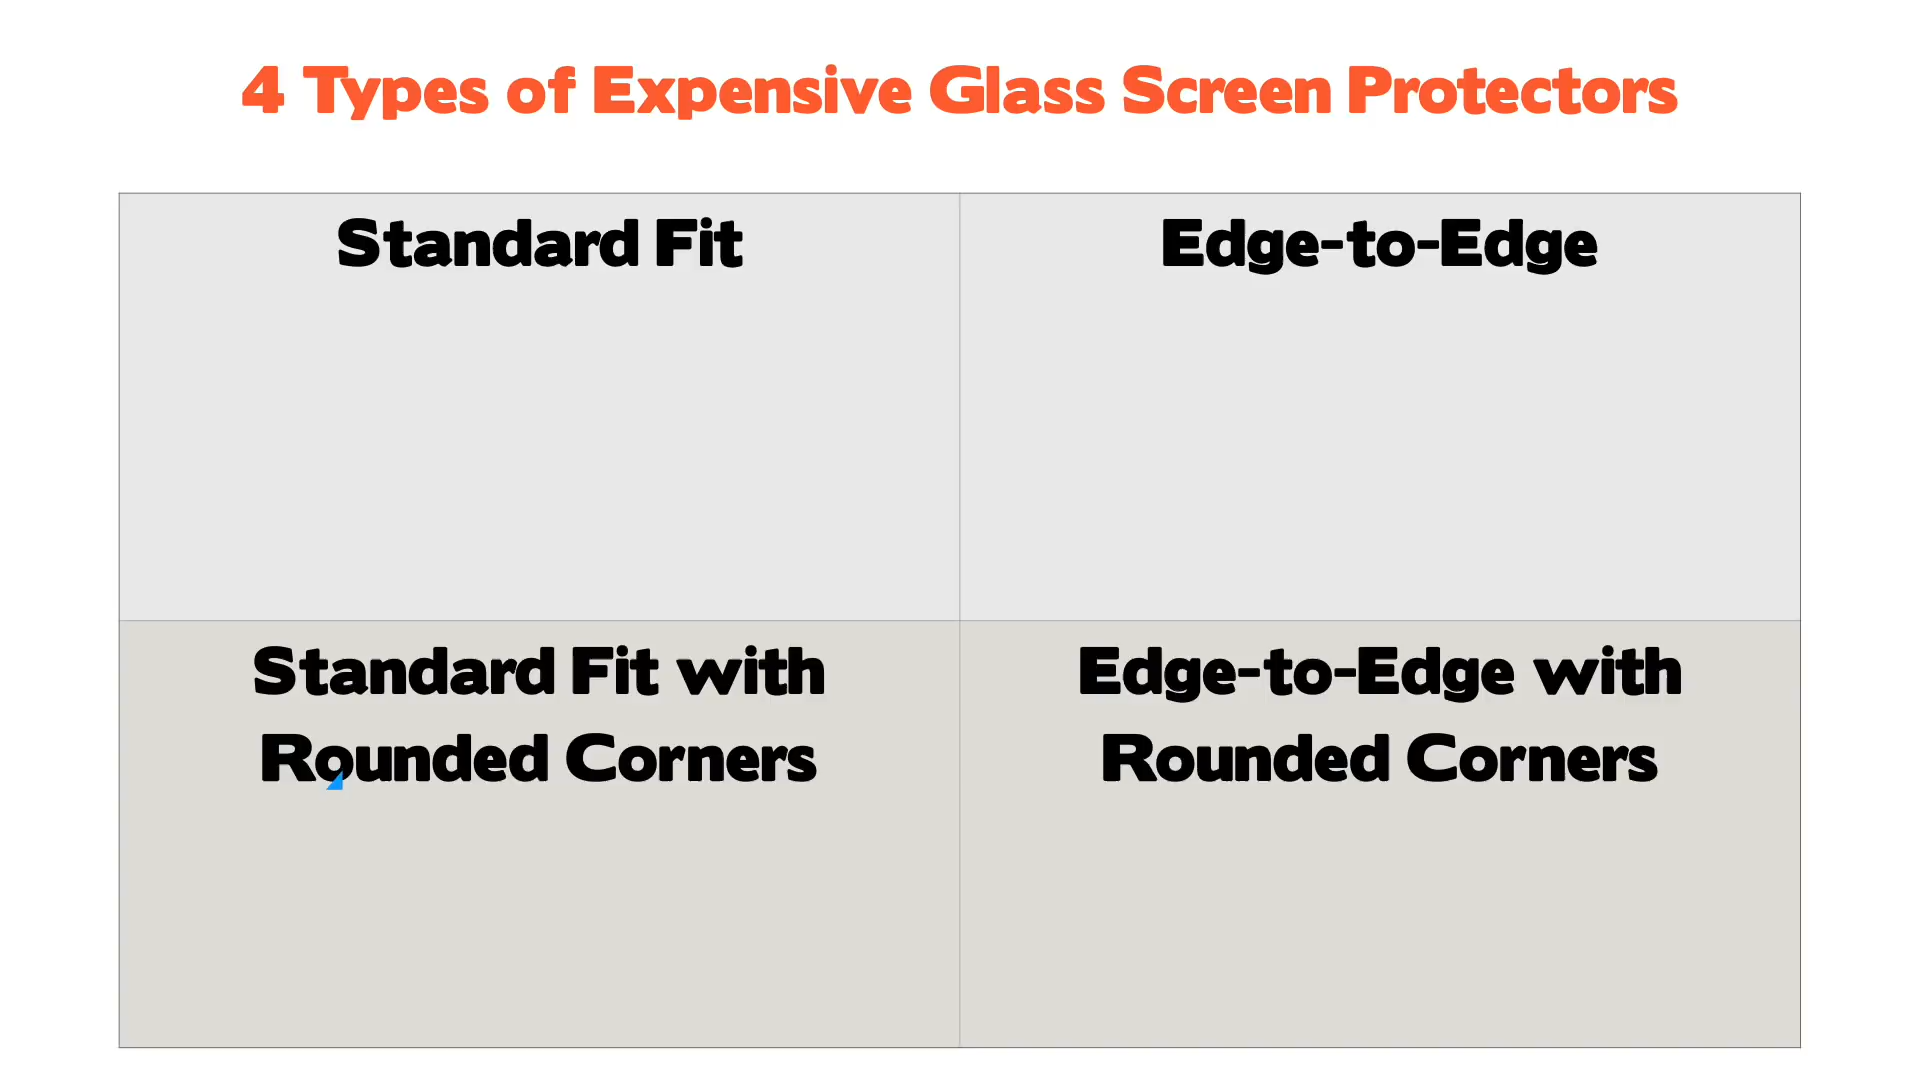 4 Types of Expensive Glass Screen Protectors
Standard Fit
Edge-to-Edge
Standard Fit with
Rounded Corners
Edge-to-Edge with
Rounded Corners